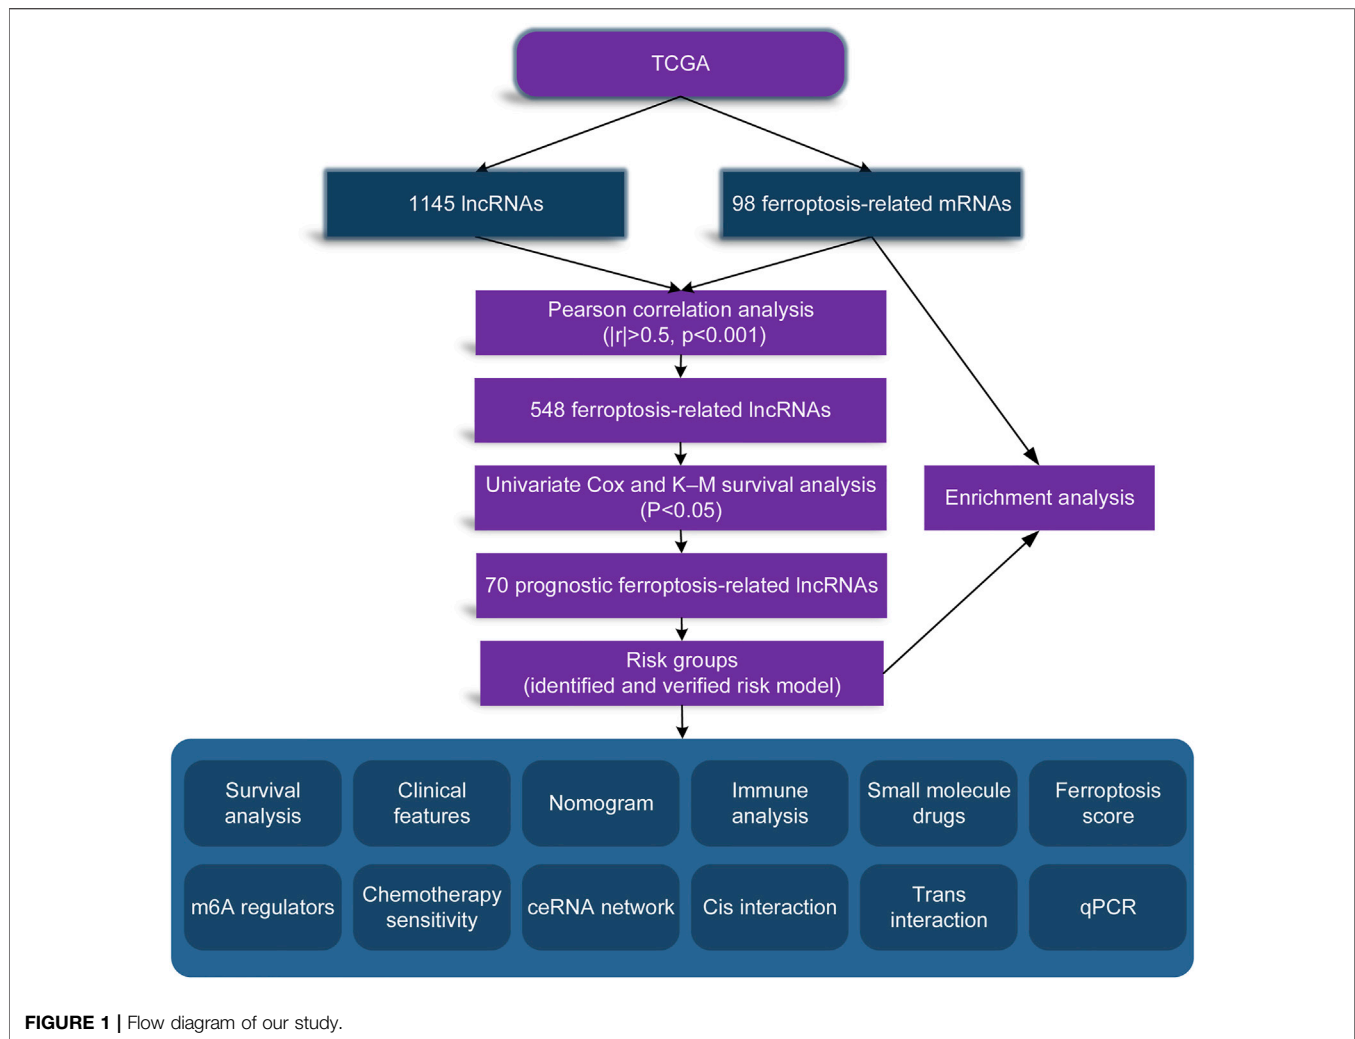 TCGA
1145 lncRNAs
98 ferroptosis-related mRNAs
Pearson correlation analysis
(|r|>0.5, p<0.001)
548 ferroptosis-related lncRNAs
Univariate Cox and K–M survival analysis
(P<0.05)
Enrichment analysis
70 prognostic ferroptosis-related lncRNAs
Risk groups
(identified and verified risk model)
Survival
analysis
Clinical
features
Nomogram
Immune
analysis
Small molecule
drugs
Ferroptosis
score
m6A regulators
Chemotherapy
sensitivity
ceRNA network
Cis interaction
Trans
interaction
qPCR
FIGURE 1 | Flow diagram of our study.